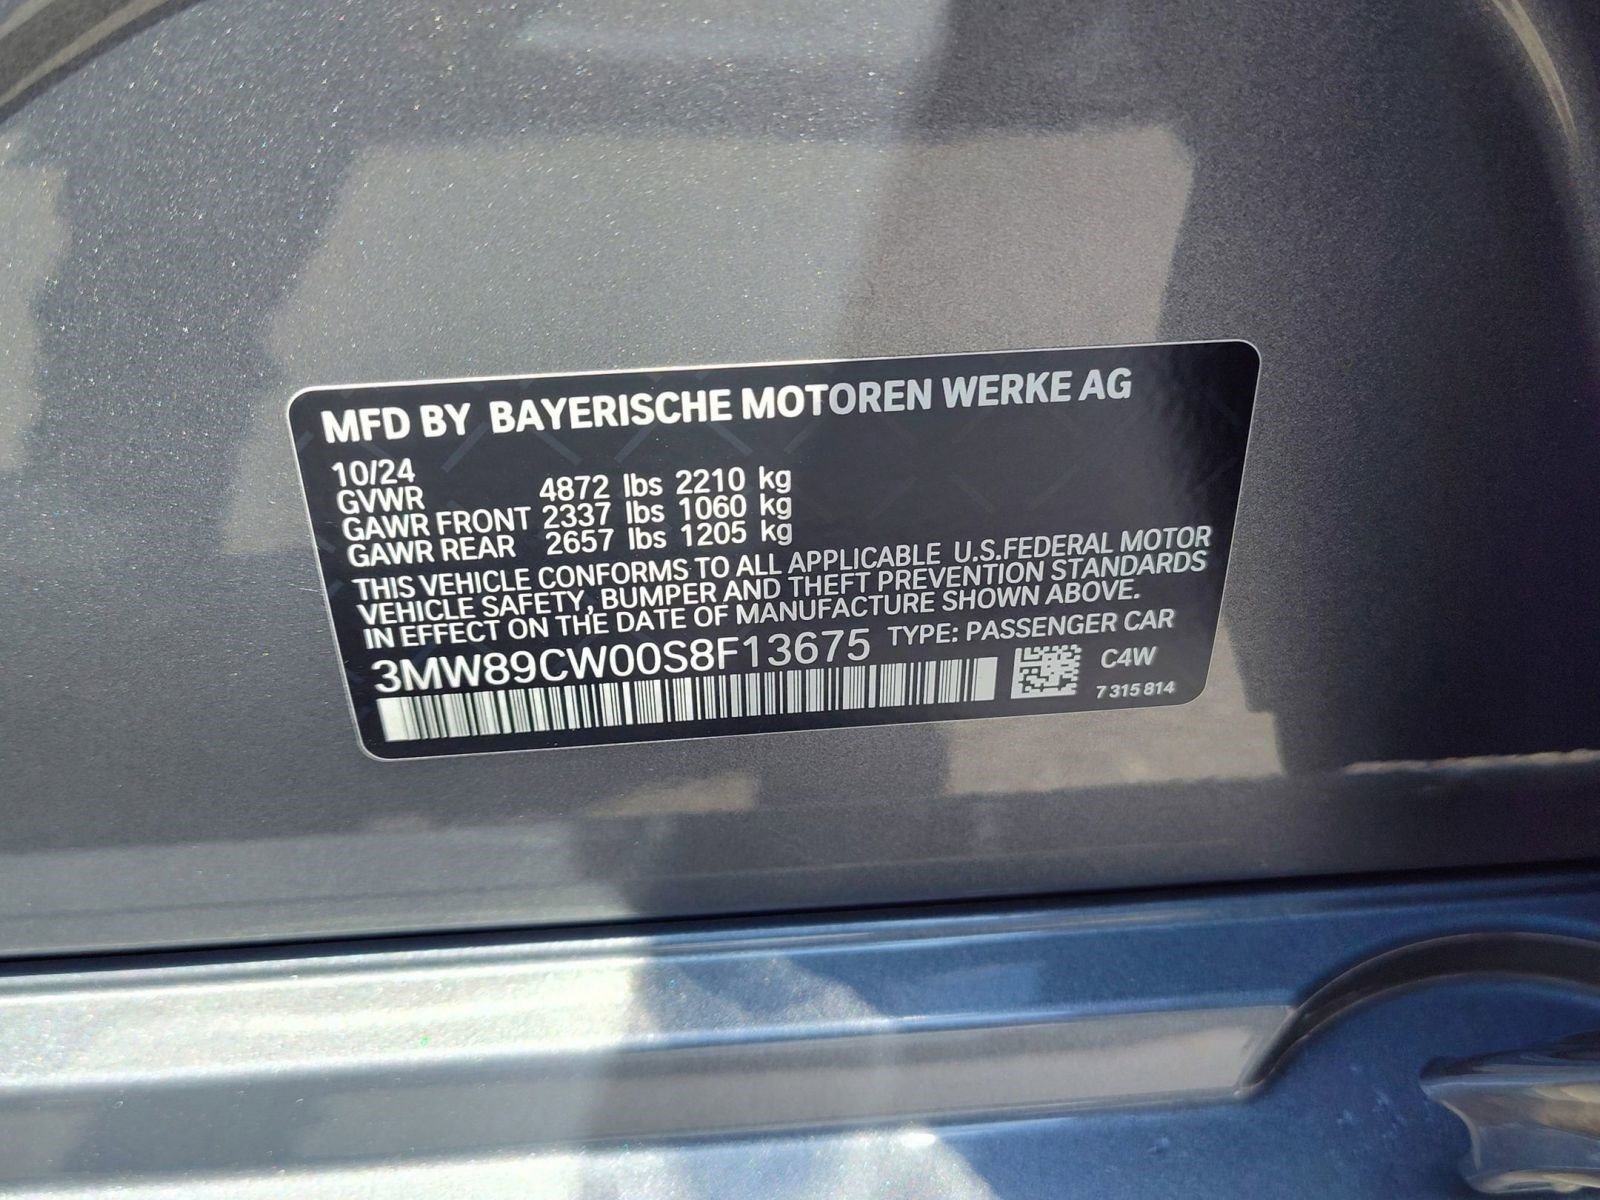 MFD BY BAYERISCHE MOTOREN WERKE AG
10/24
GVWR 4872 lbs 2210 kg
GAWR FRONT 2337 lbs 1060 kg
GAWR REAR 2657 lbs 1205 kg
THIS VEHICLE CONFORMS TO ALL APPLICABLE U.S.FEDERAL MOTOR
VEHICLE SAFETY, BUMPER AND THEFT PREVENTION STANDARDS
IN EFFECT ON THE DATE OF MANUFACTURE SHOWN ABOVE.
3MW89CW00S8F13675 TYPE: PASSENGER CAR
C4W
7 315 814